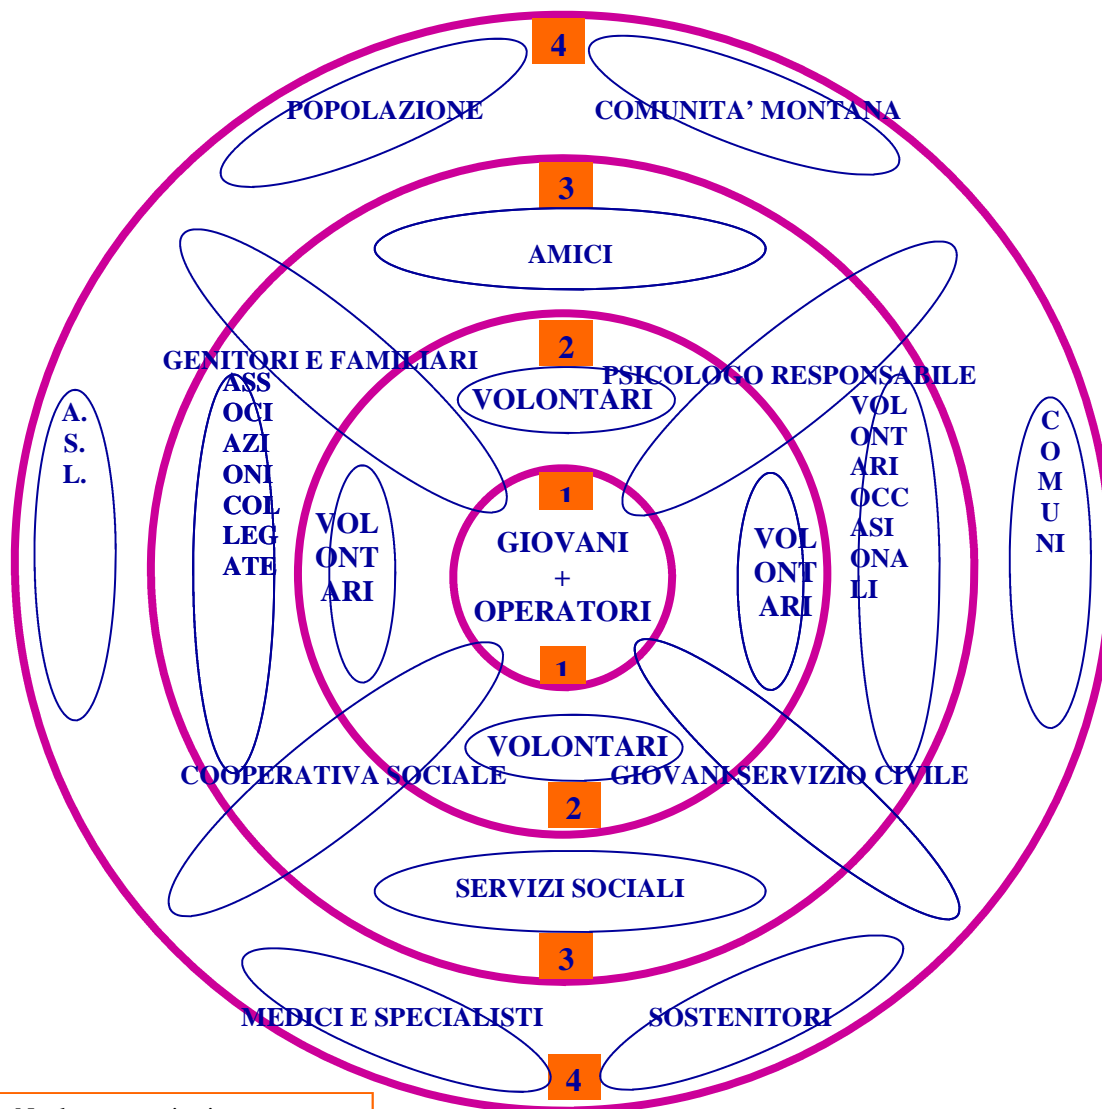 4
POPOLAZIONE
COMUNITA’ MONTANA
3
AMICI
2
GENITORI E FAMILIARI
PSICOLOGO RESPONSABILE
VOLONTARI
A.
S.
L.
ASS
OCI
AZI
ONI
COL
LEG
ATE
VOL
ONT
ARI
1
GIOVANI
+
OPERATORI
1
VOL
ONT
ARI
VOL
ONT
ARI
OCC
ASI
ONA
LI
C
O
M
U
NI
VOLONTARI
COOPERATIVA SOCIALE
GIOVANI SERVIZIO CIVILE
2
SERVIZI SOCIALI
3
MEDICI E SPECIALISTI
SOSTENITORI
4